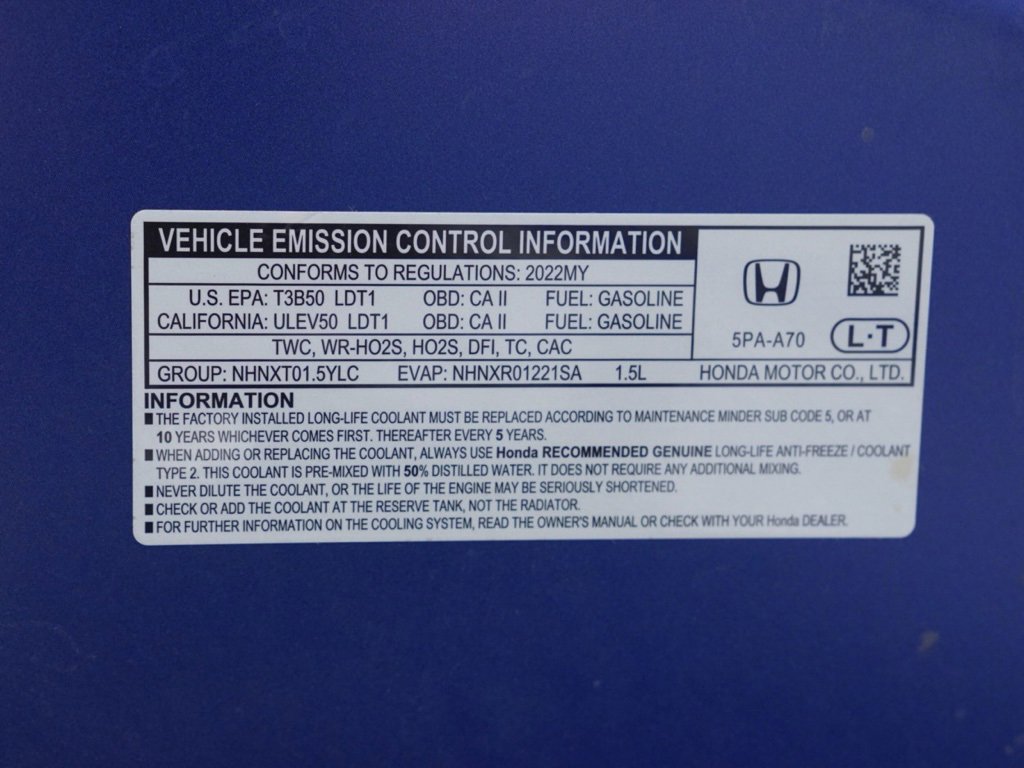 VEHICLE EMISSION CONTROL INFORMATION
CONFORMS TO REGULATIONS: 2022MY
U.S. EPA: T3B50 LDT1 OBD: CA II FUEL: GASOLINE
CALIFORNIA: ULEV50 LDT1 OBD: CA II FUEL: GASOLINE
TWC, WR-HO2S, HO2S, DFI, TC, CAC
5PA-A70 L·T
GROUP: NHNXT01.5YLC EVAP: NHNXR01221SA 1.5L HONDA MOTOR CO., LTD.
INFORMATION
■ THE FACTORY INSTALLED LONG-LIFE COOLANT MUST BE REPLACED ACCORDING TO MAINTENANCE MINDER SUB CODE 5, OR AT
10 YEARS WHICHEVER COMES FIRST. THEREAFTER EVERY 5 YEARS.
■ WHEN ADDING OR REPLACING THE COOLANT, ALWAYS USE Honda RECOMMENDED GENUINE LONG-LIFE ANTI-FREEZE / COOLANT
TYPE 2. THIS COOLANT IS PRE-MIXED WITH 50% DISTILLED WATER. IT DOES NOT REQUIRE ANY ADDITIONAL MIXING.
■ NEVER DILUTE THE COOLANT, OR THE LIFE OF THE ENGINE MAY BE SERIOUSLY SHORTENED.
■ CHECK OR ADD THE COOLANT AT THE RESERVE TANK, NOT THE RADIATOR.
■ FOR FURTHER INFORMATION ON THE COOLING SYSTEM, READ THE OWNER'S MANUAL OR CHECK WITH YOUR Honda DEALER.